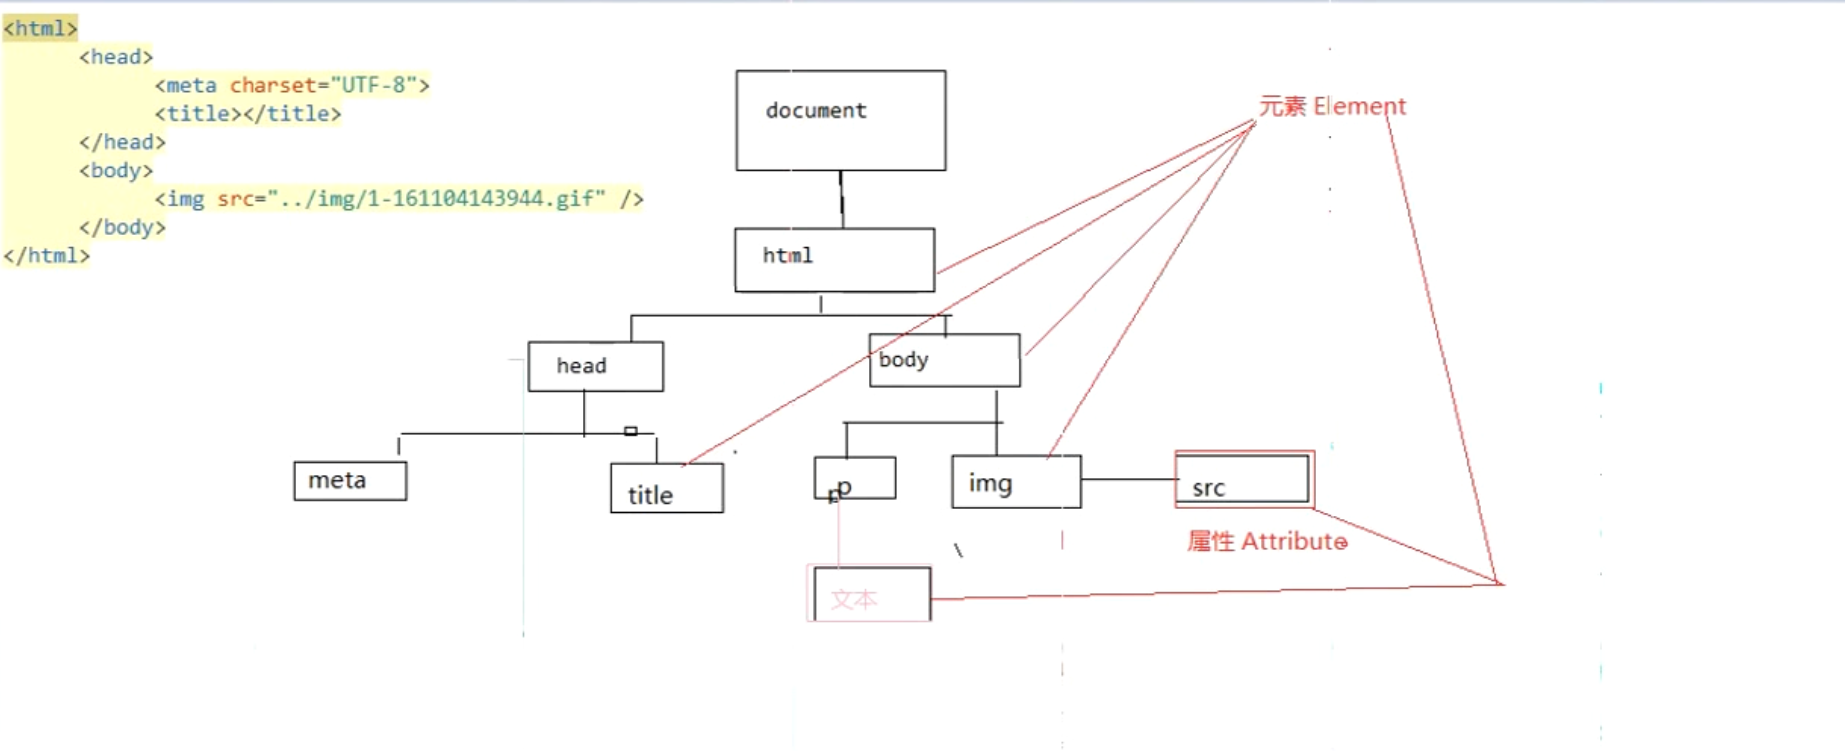 <html>
<head>
<meta charset="UTF-8">
<title></title>
</head>
<body>
<img src="../img/1-161104143944.gif" />
</body>
</html>
document
元素 Element
html
head
body
meta
title
p
img
src
属性 Attribute
文本